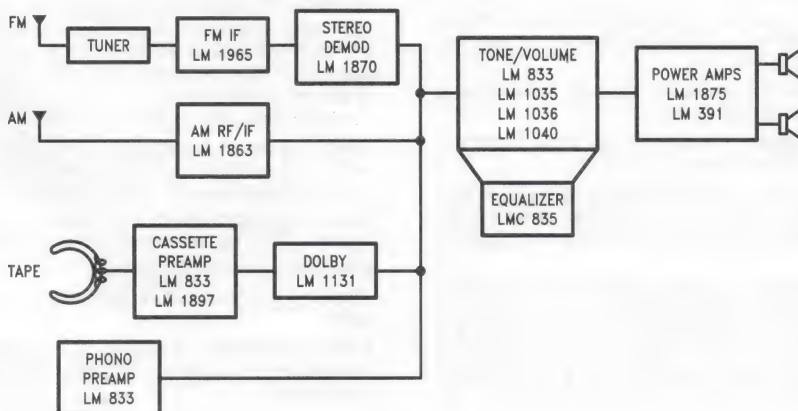 FM
TUNER
FM IF
LM 1965
STEREO
DEMOD
LM 1870
TONE/VOLUME
LM 833
LM 1035
LM 1036
LM 1040
POWER AMPS
LM 1875
LM 391
AM
AM RF/IF
LM 1863
EQUALIZER
LMC 835
TAPE
CASSETTE
PREAMP
LM 833
LM 1897
DOLBY
LM 1131
PHONO
PREAMP
LM 833